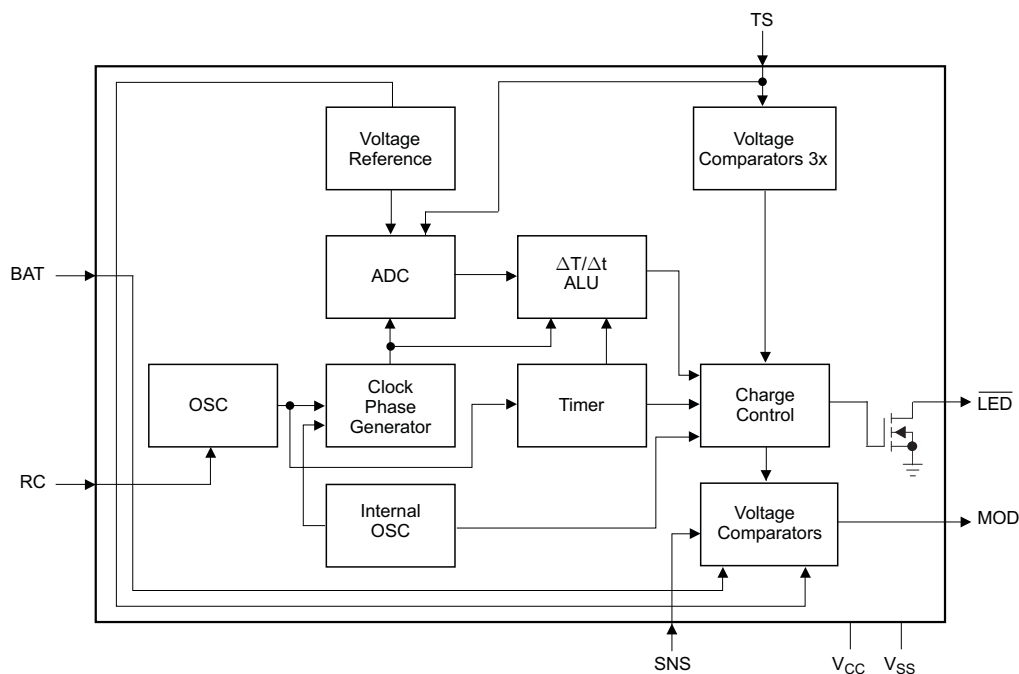 TS
Voltage
Reference
Voltage
Comparators 3x
BAT
ADC
ΔT/Δt
ALU
OSC
Clock
Phase
Generator
Timer
Charge
Control
LED
RC
Internal
OSC
Voltage
Comparators
MOD
SNS
VCC
VSS